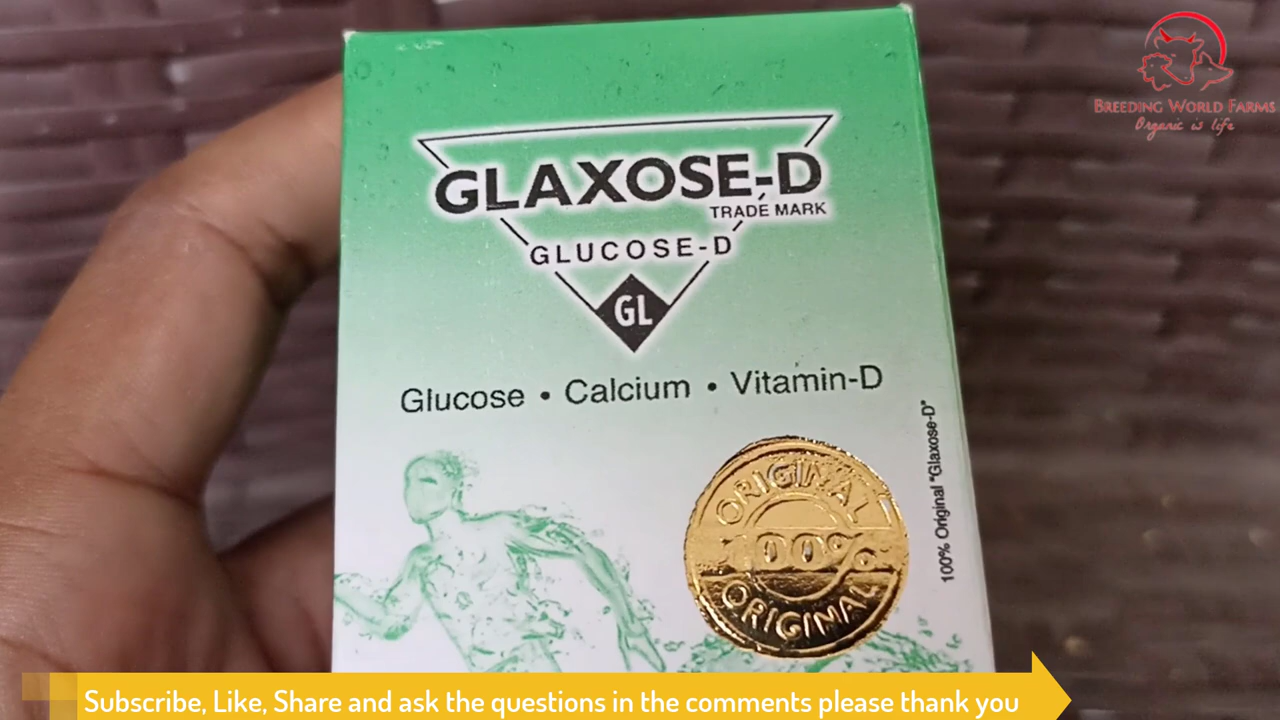 BREEDING WORLD FARMS
Organic is life
GLAXOSE-D
TRADE MARK
GLUCOSE-D
GL
Glucose • Calcium • Vitamin-D
ORIGINAL
100%
ORIGINAL
100% Original "Glaxose-D"
Subscribe, Like, Share and ask the questions in the comments please thank you